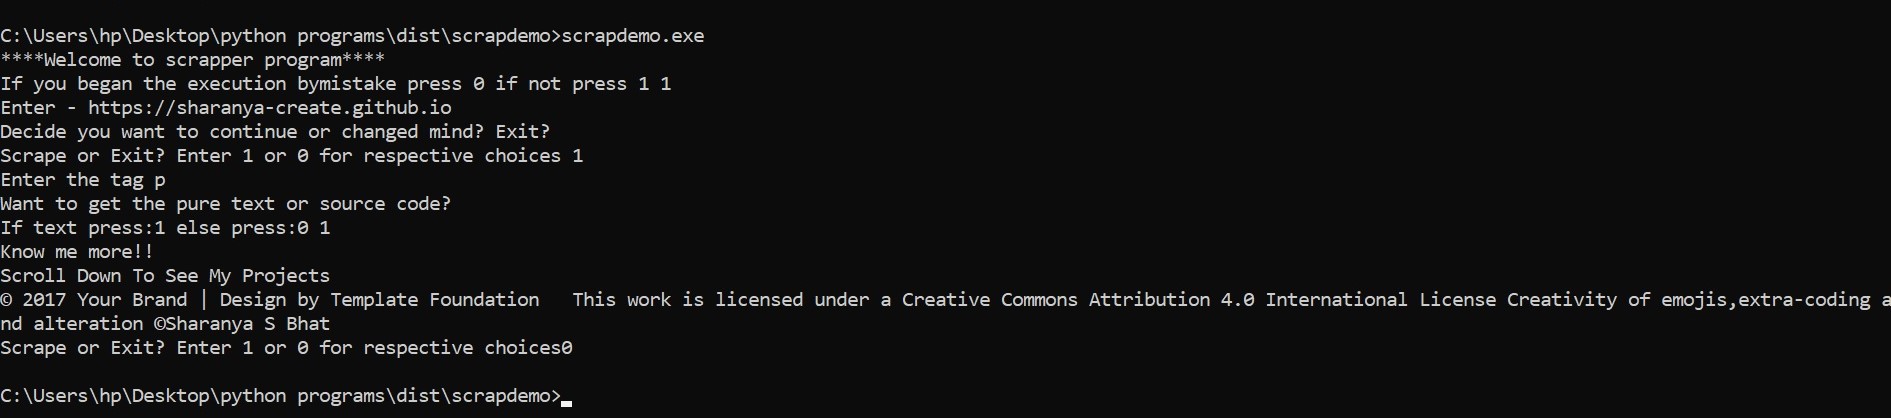 C:\Users\hp\Desktop\python programs\dist\scrapdemo>scrapdemo.exe
****Welcome to scrapper program****
If you began the execution bymistake press 0 if not press 1 1
Enter - https://sharanya-create.github.io
Decide you want to continue or changed mind? Exit?
Scrape or Exit? Enter 1 or 0 for respective choices 1
Enter the tag p
Want to get the pure text or source code?
If text press:1 else press:0 1
Know me more!!
Scroll Down To See My Projects
© 2017 Your Brand | Design by Template Foundation   This work is licensed under a Creative Commons Attribution 4.0 International License Creativity of emojis,extra-coding a
nd alteration ©Sharanya S Bhat
Scrape or Exit? Enter 1 or 0 for respective choices0
C:\Users\hp\Desktop\python programs\dist\scrapdemo>